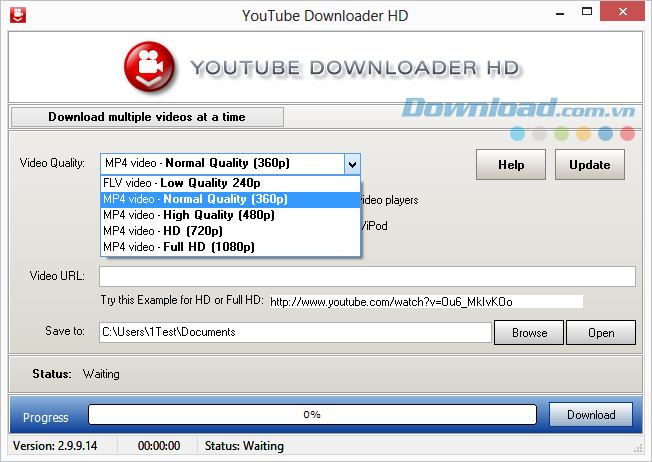 YouTube Downloader HD
YOUTUBE DOWNLOADER HD
Download multiple videos at a time
Download.com.vn
Video Quality:
MP4 video - Normal Quality (360p)
Help
Update
FLV video - Low Quality 240p
MP4 video - Normal Quality (360p)
ideo players
MP4 video - High Quality (480p)
/iPod
MP4 video - HD (720p)
MP4 video - Full HD (1080p)
Video URL:
Try this Example for HD or Full HD: http://www.youtube.com/watch?v=Ou6_MkIvKOo
Save to:
C:\Users\1Test\Documents
Browse
Open
Status: Waiting
Progress
0%
Download
Version: 2.9.9.14
00:00:00
Status: Waiting